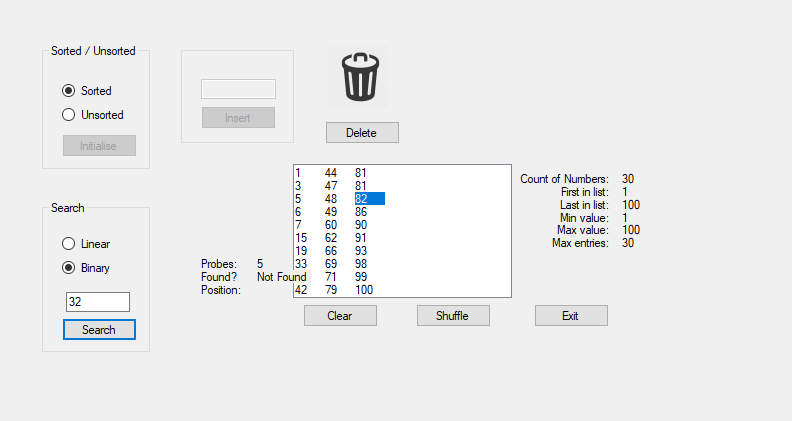 Sorted / Unsorted
Sorted
Unsorted
Initialise
Insert
Delete
Search
Linear
Binary
32
Search
Probes: 5
Found? Not Found
Position:
1 44 81
3 47 81
5 48 82
6 49 86
7 60 90
15 62 91
19 66 93
33 69 98
71 99
42 79 100
Count of Numbers: 30
First in list: 1
Last in list: 100
Min value: 1
Max value: 100
Max entries: 30
Clear
Shuffle
Exit